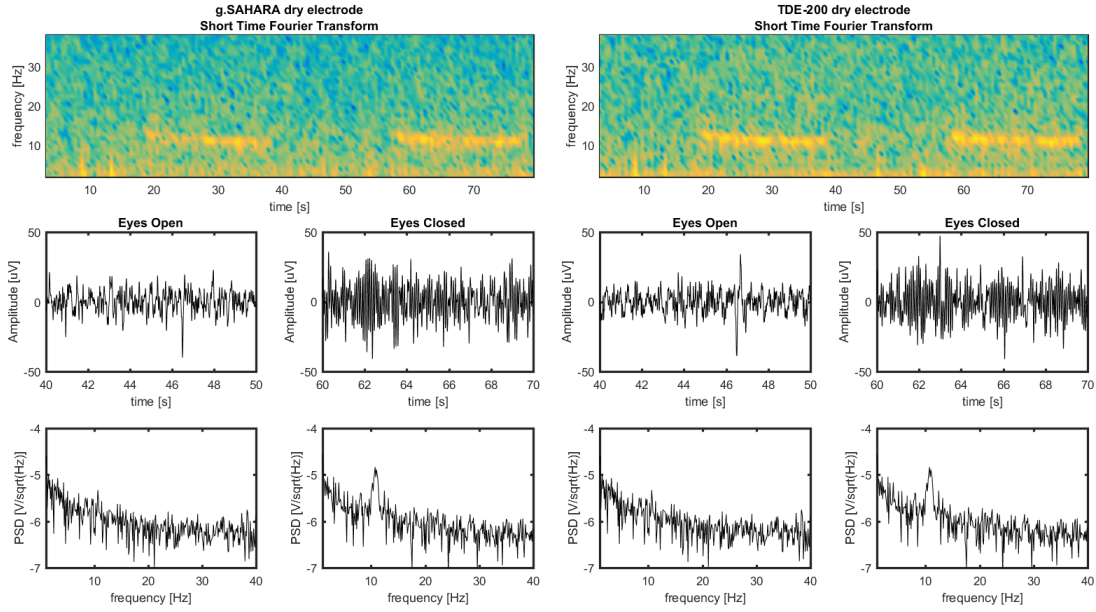 g.SAHARA dry electrode
Short Time Fourier Transform
frequency [Hz]
30
20
10
10 20 30 40 50 60 70
time [s]
TDE-200 dry electrode
Short Time Fourier Transform
frequency [Hz]
30
20
10
10 20 30 40 50 60 70
time [s]
Eyes Open
Amplitude [uV]
50
0
-50
40 42 44 46 48 50
time [s]
Eyes Closed
Amplitude [uV]
50
0
-50
60 62 64 66 68 70
time [s]
Eyes Open
Amplitude [uV]
50
0
-50
40 42 44 46 48 50
time [s]
Eyes Closed
Amplitude [uV]
50
0
-50
60 62 64 66 68 70
time [s]
PSD [V/sqrt(Hz)]
-4
-5
-6
-7
10 20 30 40
frequency [Hz]
PSD [V/sqrt(Hz)]
-4
-5
-6
-7
10 20 30 40
frequency [Hz]
PSD [V/sqrt(Hz)]
-4
-5
-6
-7
10 20 30 40
frequency [Hz]
PSD [V/sqrt(Hz)]
-4
-5
-6
-7
10 20 30 40
frequency [Hz]